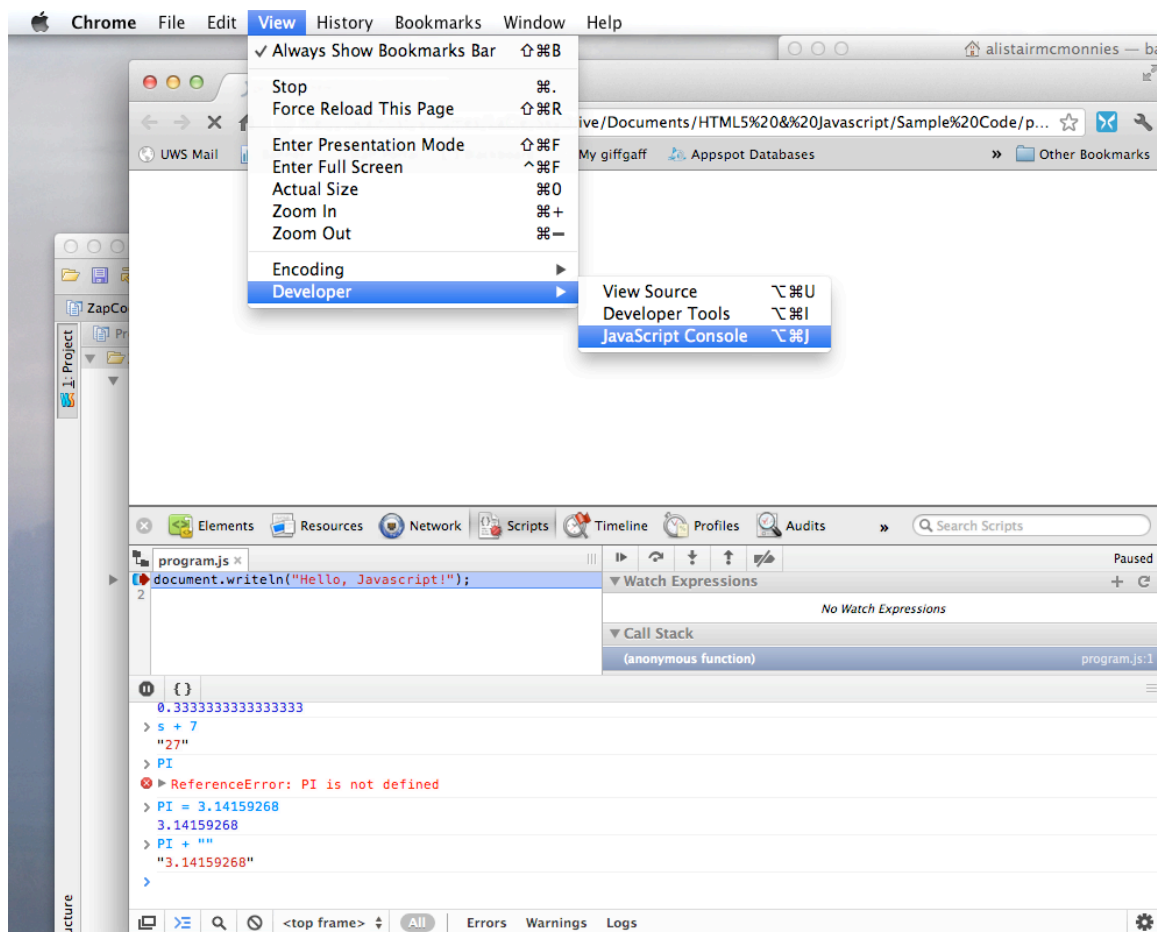 Chrome File Edit View History Bookmarks Window Help
✓ Always Show Bookmarks Bar ⇧⌘B
Stop ⌘.
Force Reload This Page ⇧⌘R
Enter Presentation Mode ⇧⌘F
Enter Full Screen ^⌘F
Actual Size ⌘0
Zoom In ⌘+
Zoom Out ⌘−
Encoding ▶
Developer ▶
View Source ⌥⌘U
Developer Tools ⌥⌘I
JavaScript Console ⌥⌘J
alistairmcmonnies — ba
ive/Documents/HTML5%20&%20Javascript/Sample%20Code/p...
UWS Mail
My giffgaff
Appspot Databases
» Other Bookmarks
ZapCo
Pr
1: Project
ucture
Elements Resources Network Scripts Timeline Profiles Audits » Search Scripts
program.js ×
Paused
document.writeln("Hello, Javascript!");
2
Watch Expressions
No Watch Expressions
Call Stack
(anonymous function) program.js:1
{ }
0.3333333333333333
> s + 7
"27"
> PI
ReferenceError: PI is not defined
> PI = 3.14159268
3.14159268
> PI + ""
"3.14159268"
>
<top frame> All Errors Warnings Logs